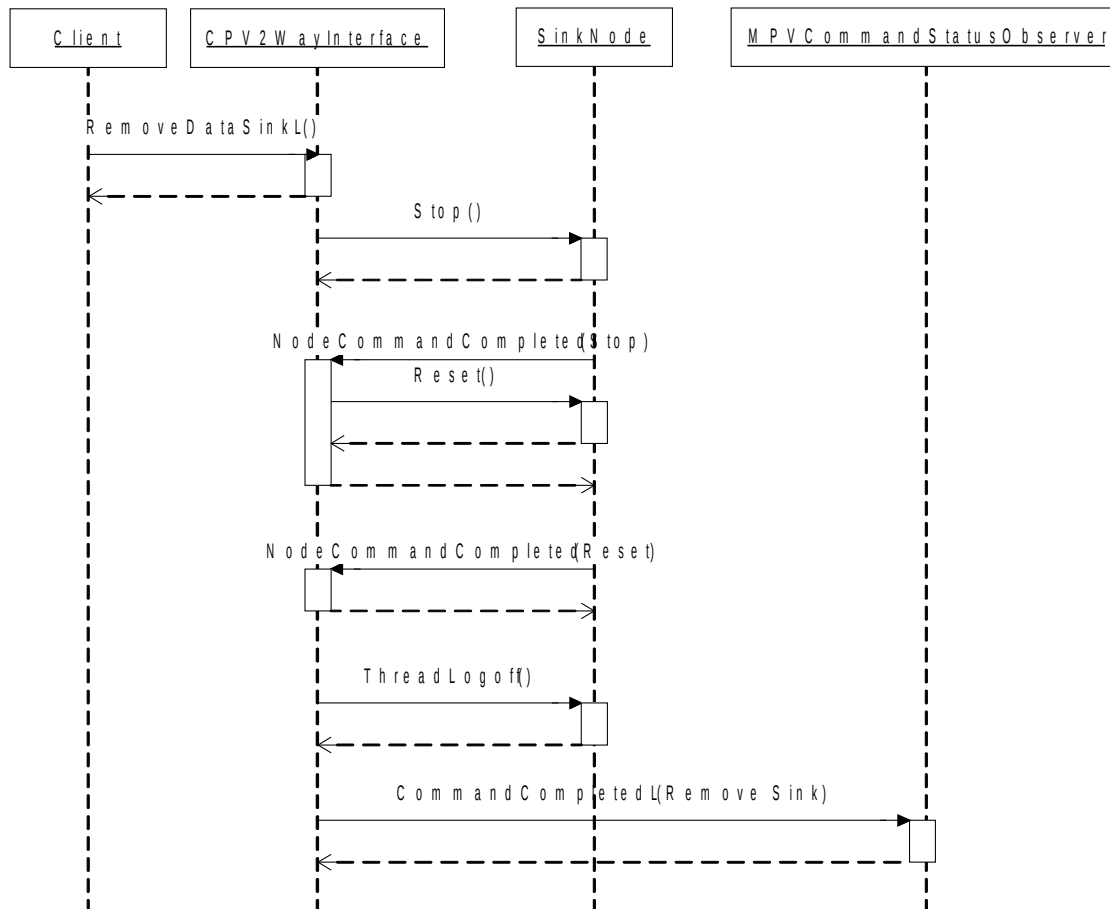 Client
CPV2WayInterface
SinkNode
MPVCommandStatusObserver
RemoveDataSinkL()
Stop()
NodeCommandCompleted(Stop)
Reset()
NodeCommandCompleted(Reset)
ThreadLogoff()
CommandCompletedL(Remove Sink)